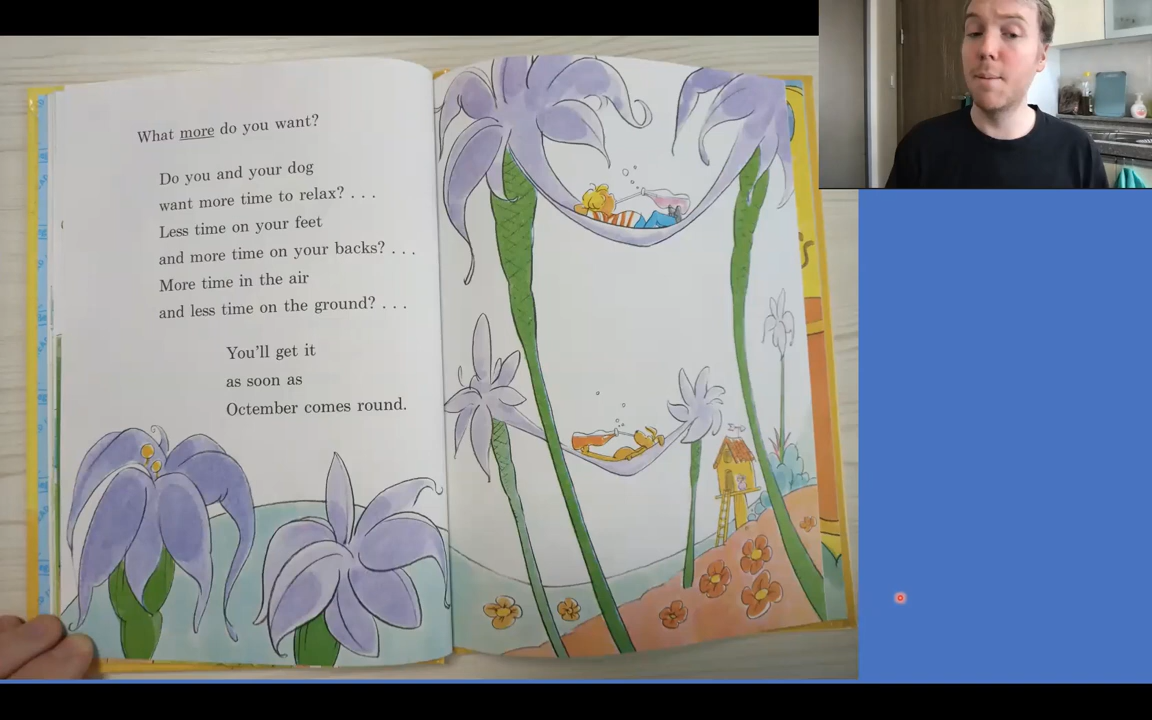 What more do you want?
Do you and your dog
want more time to relax? . . .
Less time on your feet
and more time on your backs? . . .
More time in the air
and less time on the ground? . . .
You'll get it
as soon as
Octember comes round.